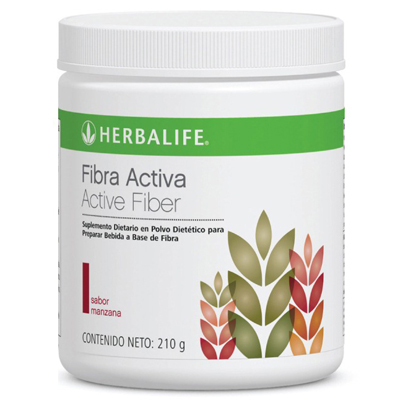 HERBALIFE®
Fibra Activa
Active Fiber
Suplemento Dietario en Polvo Dietético para
Preparar Bebida a Base de Fibra
sabor
manzana
CONTENIDO NETO: 210 g